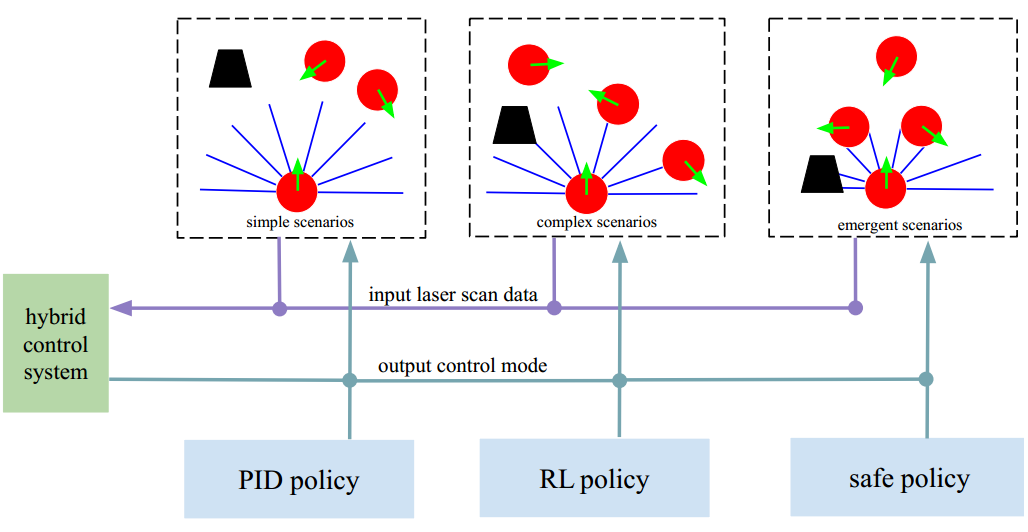 simple scenarios
complex scenarios
emergent scenarios
input laser scan data
hybrid
control
system
output control mode
PID policy
RL policy
safe policy